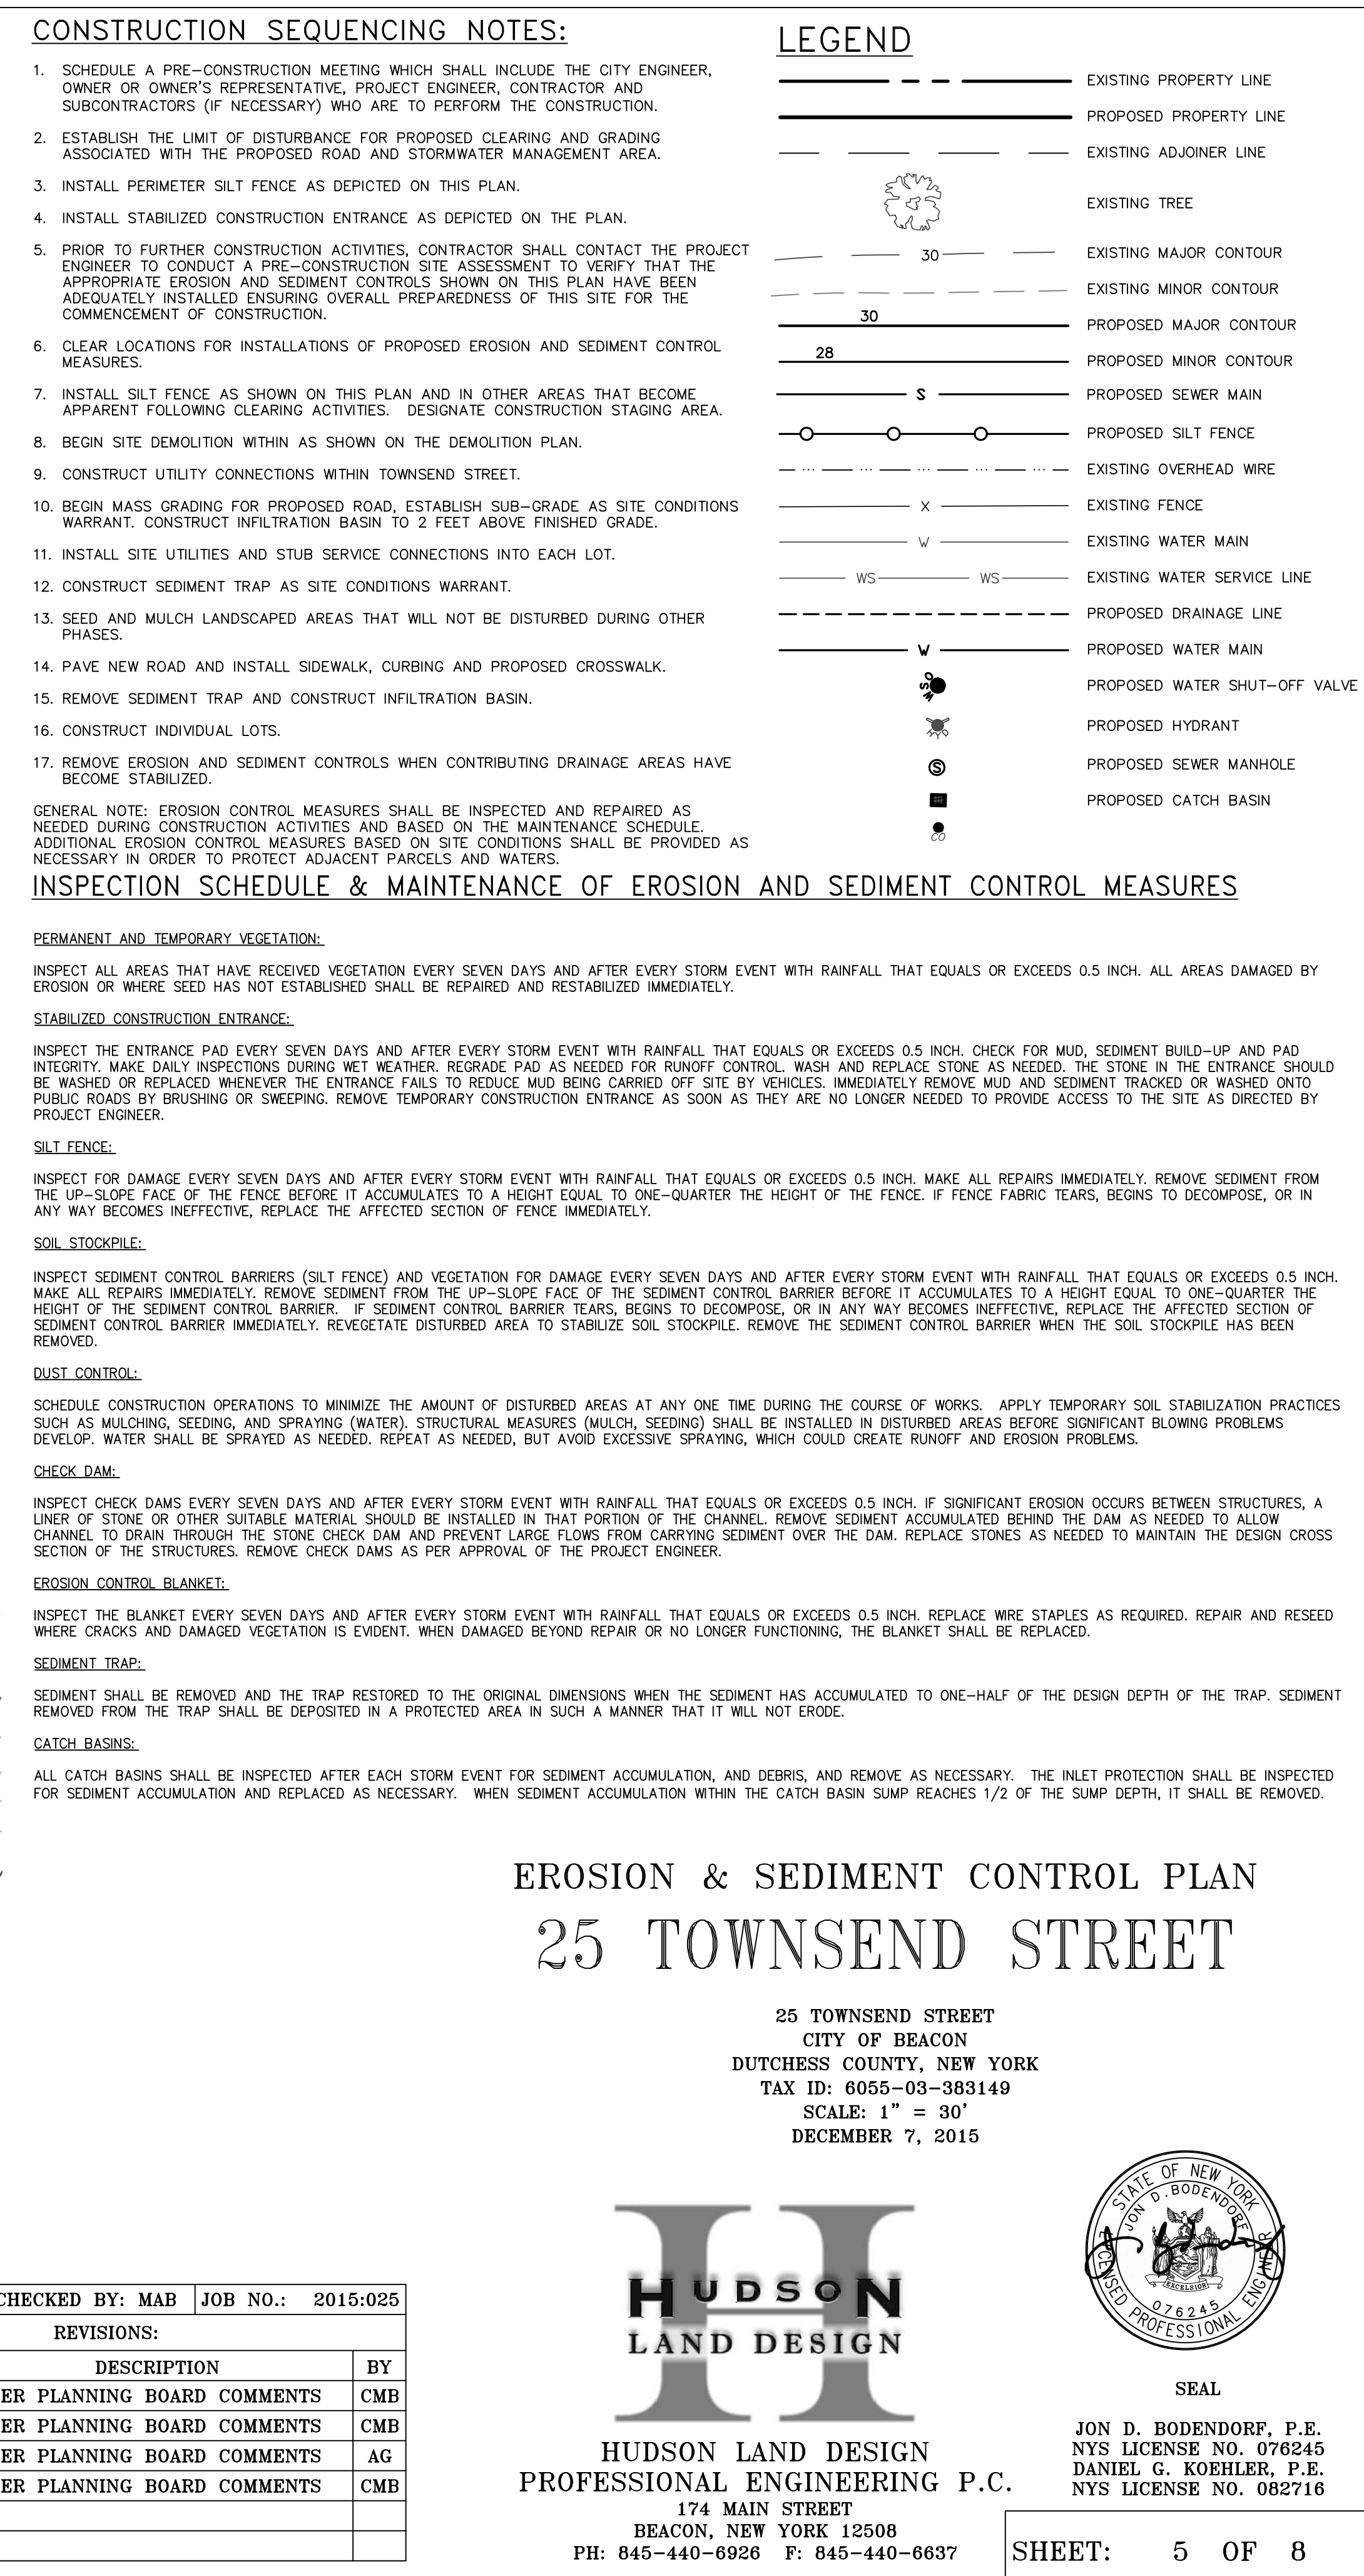 CONSTRUCTION SEQUENCING NOTES:
1. SCHEDULE A PRE-CONSTRUCTION MEETING WHICH SHALL INCLUDE THE CITY ENGINEER,
OWNER OR OWNER'S REPRESENTATIVE, PROJECT ENGINEER, CONTRACTOR AND
SUBCONTRACTORS (IF NECESSARY) WHO ARE TO PERFORM THE CONSTRUCTION.
2. ESTABLISH THE LIMIT OF DISTURBANCE FOR PROPOSED CLEARING AND GRADING
ASSOCIATED WITH THE PROPOSED ROAD AND STORMWATER MANAGEMENT AREA.
3. INSTALL PERIMETER SILT FENCE AS DEPICTED ON THIS PLAN.
4. INSTALL STABILIZED CONSTRUCTION ENTRANCE AS DEPICTED ON THE PLAN.
5. PRIOR TO FURTHER CONSTRUCTION ACTIVITIES, CONTRACTOR SHALL CONTACT THE PROJECT
ENGINEER TO CONDUCT A PRE-CONSTRUCTION SITE ASSESSMENT TO VERIFY THAT THE
APPROPRIATE EROSION AND SEDIMENT CONTROLS SHOWN ON THIS PLAN HAVE BEEN
ADEQUATELY INSTALLED ENSURING OVERALL PREPAREDNESS OF THIS SITE FOR THE
COMMENCEMENT OF CONSTRUCTION.
6. CLEAR LOCATIONS FOR INSTALLATIONS OF PROPOSED EROSION AND SEDIMENT CONTROL
MEASURES.
7. INSTALL SILT FENCE AS SHOWN ON THIS PLAN AND IN OTHER AREAS THAT BECOME
APPARENT FOLLOWING CLEARING ACTIVITIES. DESIGNATE CONSTRUCTION STAGING AREA.
8. BEGIN SITE DEMOLITION WITHIN AS SHOWN ON THE DEMOLITION PLAN.
9. CONSTRUCT UTILITY CONNECTIONS WITHIN TOWNSEND STREET.
10. BEGIN MASS GRADING FOR PROPOSED ROAD, ESTABLISH SUB-GRADE AS SITE CONDITIONS
WARRANT. CONSTRUCT INFILTRATION BASIN TO 2 FEET ABOVE FINISHED GRADE.
11. INSTALL SITE UTILITIES AND STUB SERVICE CONNECTIONS INTO EACH LOT.
12. CONSTRUCT SEDIMENT TRAP AS SITE CONDITIONS WARRANT.
13. SEED AND MULCH LANDSCAPED AREAS THAT WILL NOT BE DISTURBED DURING OTHER
PHASES.
14. PAVE NEW ROAD AND INSTALL SIDEWALK, CURBING AND PROPOSED CROSSWALK.
15. REMOVE SEDIMENT TRAP AND CONSTRUCT INFILTRATION BASIN.
16. CONSTRUCT INDIVIDUAL LOTS.
17. REMOVE EROSION AND SEDIMENT CONTROLS WHEN CONTRIBUTING DRAINAGE AREAS HAVE
BECOME STABILIZED.
GENERAL NOTE: EROSION CONTROL MEASURES SHALL BE INSPECTED AND REPAIRED AS
NEEDED DURING CONSTRUCTION ACTIVITIES AND BASED ON THE MAINTENANCE SCHEDULE.
ADDITIONAL EROSION CONTROL MEASURES BASED ON SITE CONDITIONS SHALL BE PROVIDED AS
NECESSARY IN ORDER TO PROTECT ADJACENT PARCELS AND WATERS.
LEGEND
EXISTING PROPERTY LINE
PROPOSED PROPERTY LINE
EXISTING ADJOINER LINE
EXISTING TREE
30 EXISTING MAJOR CONTOUR
EXISTING MINOR CONTOUR
30 PROPOSED MAJOR CONTOUR
28 PROPOSED MINOR CONTOUR
S PROPOSED SEWER MAIN
PROPOSED SILT FENCE
EXISTING OVERHEAD WIRE
X EXISTING FENCE
W EXISTING WATER MAIN
WS WS EXISTING WATER SERVICE LINE
PROPOSED DRAINAGE LINE
W PROPOSED WATER MAIN
WSO PROPOSED WATER SHUT-OFF VALVE
PROPOSED HYDRANT
S PROPOSED SEWER MANHOLE
PROPOSED CATCH BASIN
CO
INSPECTION SCHEDULE & MAINTENANCE OF EROSION AND SEDIMENT CONTROL MEASURES
PERMANENT AND TEMPORARY VEGETATION:
INSPECT ALL AREAS THAT HAVE RECEIVED VEGETATION EVERY SEVEN DAYS AND AFTER EVERY STORM EVENT WITH RAINFALL THAT EQUALS OR EXCEEDS 0.5 INCH. ALL AREAS DAMAGED BY
EROSION OR WHERE SEED HAS NOT ESTABLISHED SHALL BE REPAIRED AND RESTABILIZED IMMEDIATELY.
STABILIZED CONSTRUCTION ENTRANCE:
INSPECT THE ENTRANCE PAD EVERY SEVEN DAYS AND AFTER EVERY STORM EVENT WITH RAINFALL THAT EQUALS OR EXCEEDS 0.5 INCH. CHECK FOR MUD, SEDIMENT BUILD-UP AND PAD
INTEGRITY. MAKE DAILY INSPECTIONS DURING WET WEATHER. REGRADE PAD AS NEEDED FOR RUNOFF CONTROL. WASH AND REPLACE STONE AS NEEDED. THE STONE IN THE ENTRANCE SHOULD
BE WASHED OR REPLACED WHENEVER THE ENTRANCE FAILS TO REDUCE MUD BEING CARRIED OFF SITE BY VEHICLES. IMMEDIATELY REMOVE MUD AND SEDIMENT TRACKED OR WASHED ONTO
PUBLIC ROADS BY BRUSHING OR SWEEPING. REMOVE TEMPORARY CONSTRUCTION ENTRANCE AS SOON AS THEY ARE NO LONGER NEEDED TO PROVIDE ACCESS TO THE SITE AS DIRECTED BY
PROJECT ENGINEER.
SILT FENCE:
INSPECT FOR DAMAGE EVERY SEVEN DAYS AND AFTER EVERY STORM EVENT WITH RAINFALL THAT EQUALS OR EXCEEDS 0.5 INCH. MAKE ALL REPAIRS IMMEDIATELY. REMOVE SEDIMENT FROM
THE UP-SLOPE FACE OF THE FENCE BEFORE IT ACCUMULATES TO A HEIGHT EQUAL TO ONE-QUARTER THE HEIGHT OF THE FENCE. IF FENCE FABRIC TEARS, BEGINS TO DECOMPOSE, OR IN
ANY WAY BECOMES INEFFECTIVE, REPLACE THE AFFECTED SECTION OF FENCE IMMEDIATELY.
SOIL STOCKPILE:
INSPECT SEDIMENT CONTROL BARRIERS (SILT FENCE) AND VEGETATION FOR DAMAGE EVERY SEVEN DAYS AND AFTER EVERY STORM EVENT WITH RAINFALL THAT EQUALS OR EXCEEDS 0.5 INCH.
MAKE ALL REPAIRS IMMEDIATELY. REMOVE SEDIMENT FROM THE UP-SLOPE FACE OF THE SEDIMENT CONTROL BARRIER BEFORE IT ACCUMULATES TO A HEIGHT EQUAL TO ONE-QUARTER THE
HEIGHT OF THE SEDIMENT CONTROL BARRIER. IF SEDIMENT CONTROL BARRIER TEARS, BEGINS TO DECOMPOSE, OR IN ANY WAY BECOMES INEFFECTIVE, REPLACE THE AFFECTED SECTION OF
SEDIMENT CONTROL BARRIER IMMEDIATELY. REVEGETATE DISTURBED AREA TO STABILIZE SOIL STOCKPILE. REMOVE THE SEDIMENT CONTROL BARRIER WHEN THE SOIL STOCKPILE HAS BEEN
REMOVED.
DUST CONTROL:
SCHEDULE CONSTRUCTION OPERATIONS TO MINIMIZE THE AMOUNT OF DISTURBED AREAS AT ANY ONE TIME DURING THE COURSE OF WORKS. APPLY TEMPORARY SOIL STABILIZATION PRACTICES
SUCH AS MULCHING, SEEDING, AND SPRAYING (WATER). STRUCTURAL MEASURES (MULCH, SEEDING) SHALL BE INSTALLED IN DISTURBED AREAS BEFORE SIGNIFICANT BLOWING PROBLEMS
DEVELOP. WATER SHALL BE SPRAYED AS NEEDED. REPEAT AS NEEDED, BUT AVOID EXCESSIVE SPRAYING, WHICH COULD CREATE RUNOFF AND EROSION PROBLEMS.
CHECK DAM:
INSPECT CHECK DAMS EVERY SEVEN DAYS AND AFTER EVERY STORM EVENT WITH RAINFALL THAT EQUALS OR EXCEEDS 0.5 INCH. IF SIGNIFICANT EROSION OCCURS BETWEEN STRUCTURES, A
LINER OF STONE OR OTHER SUITABLE MATERIAL SHOULD BE INSTALLED IN THAT PORTION OF THE CHANNEL. REMOVE SEDIMENT ACCUMULATED BEHIND THE DAM AS NEEDED TO ALLOW
CHANNEL TO DRAIN THROUGH THE STONE CHECK DAM AND PREVENT LARGE FLOWS FROM CARRYING SEDIMENT OVER THE DAM. REPLACE STONES AS NEEDED TO MAINTAIN THE DESIGN CROSS
SECTION OF THE STRUCTURES. REMOVE CHECK DAMS AS PER APPROVAL OF THE PROJECT ENGINEER.
EROSION CONTROL BLANKET:
INSPECT THE BLANKET EVERY SEVEN DAYS AND AFTER EVERY STORM EVENT WITH RAINFALL THAT EQUALS OR EXCEEDS 0.5 INCH. REPLACE WIRE STAPLES AS REQUIRED. REPAIR AND RESEED
WHERE CRACKS AND DAMAGED VEGETATION IS EVIDENT. WHEN DAMAGED BEYOND REPAIR OR NO LONGER FUNCTIONING, THE BLANKET SHALL BE REPLACED.
SEDIMENT TRAP:
SEDIMENT SHALL BE REMOVED AND THE TRAP RESTORED TO THE ORIGINAL DIMENSIONS WHEN THE SEDIMENT HAS ACCUMULATED TO ONE-HALF OF THE DESIGN DEPTH OF THE TRAP. SEDIMENT
REMOVED FROM THE TRAP SHALL BE DEPOSITED IN A PROTECTED AREA IN SUCH A MANNER THAT IT WILL NOT ERODE.
CATCH BASINS:
ALL CATCH BASINS SHALL BE INSPECTED AFTER EACH STORM EVENT FOR SEDIMENT ACCUMULATION, AND DEBRIS, AND REMOVE AS NECESSARY. THE INLET PROTECTION SHALL BE INSPECTED
FOR SEDIMENT ACCUMULATION AND REPLACED AS NECESSARY. WHEN SEDIMENT ACCUMULATION WITHIN THE CATCH BASIN SUMP REACHES 1/2 OF THE SUMP DEPTH, IT SHALL BE REMOVED.
EROSION & SEDIMENT CONTROL PLAN
25 TOWNSEND STREET
25 TOWNSEND STREET
CITY OF BEACON
DUTCHESS COUNTY, NEW YORK
TAX ID: 6055-03-383149
SCALE: 1" = 30'
DECEMBER 7, 2015
CHECKED BY: MAB JOB NO.: 2015:025
REVISIONS:
DESCRIPTION BY
ER PLANNING BOARD COMMENTS CMB
ER PLANNING BOARD COMMENTS CMB
ER PLANNING BOARD COMMENTS AG
ER PLANNING BOARD COMMENTS CMB
HUDSON
LAND DESIGN
HUDSON LAND DESIGN
PROFESSIONAL ENGINEERING P.C.
174 MAIN STREET
BEACON, NEW YORK 12508
PH: 845-440-6926 F: 845-440-6637
STATE OF NEW YORK
JON D. BODENDORF
EXCELSIOR
076245
LICENSED PROFESSIONAL ENGINEER
SEAL
JON D. BODENDORF, P.E.
NYS LICENSE NO. 076245
DANIEL G. KOEHLER, P.E.
NYS LICENSE NO. 082716
SHEET: 5 OF 8